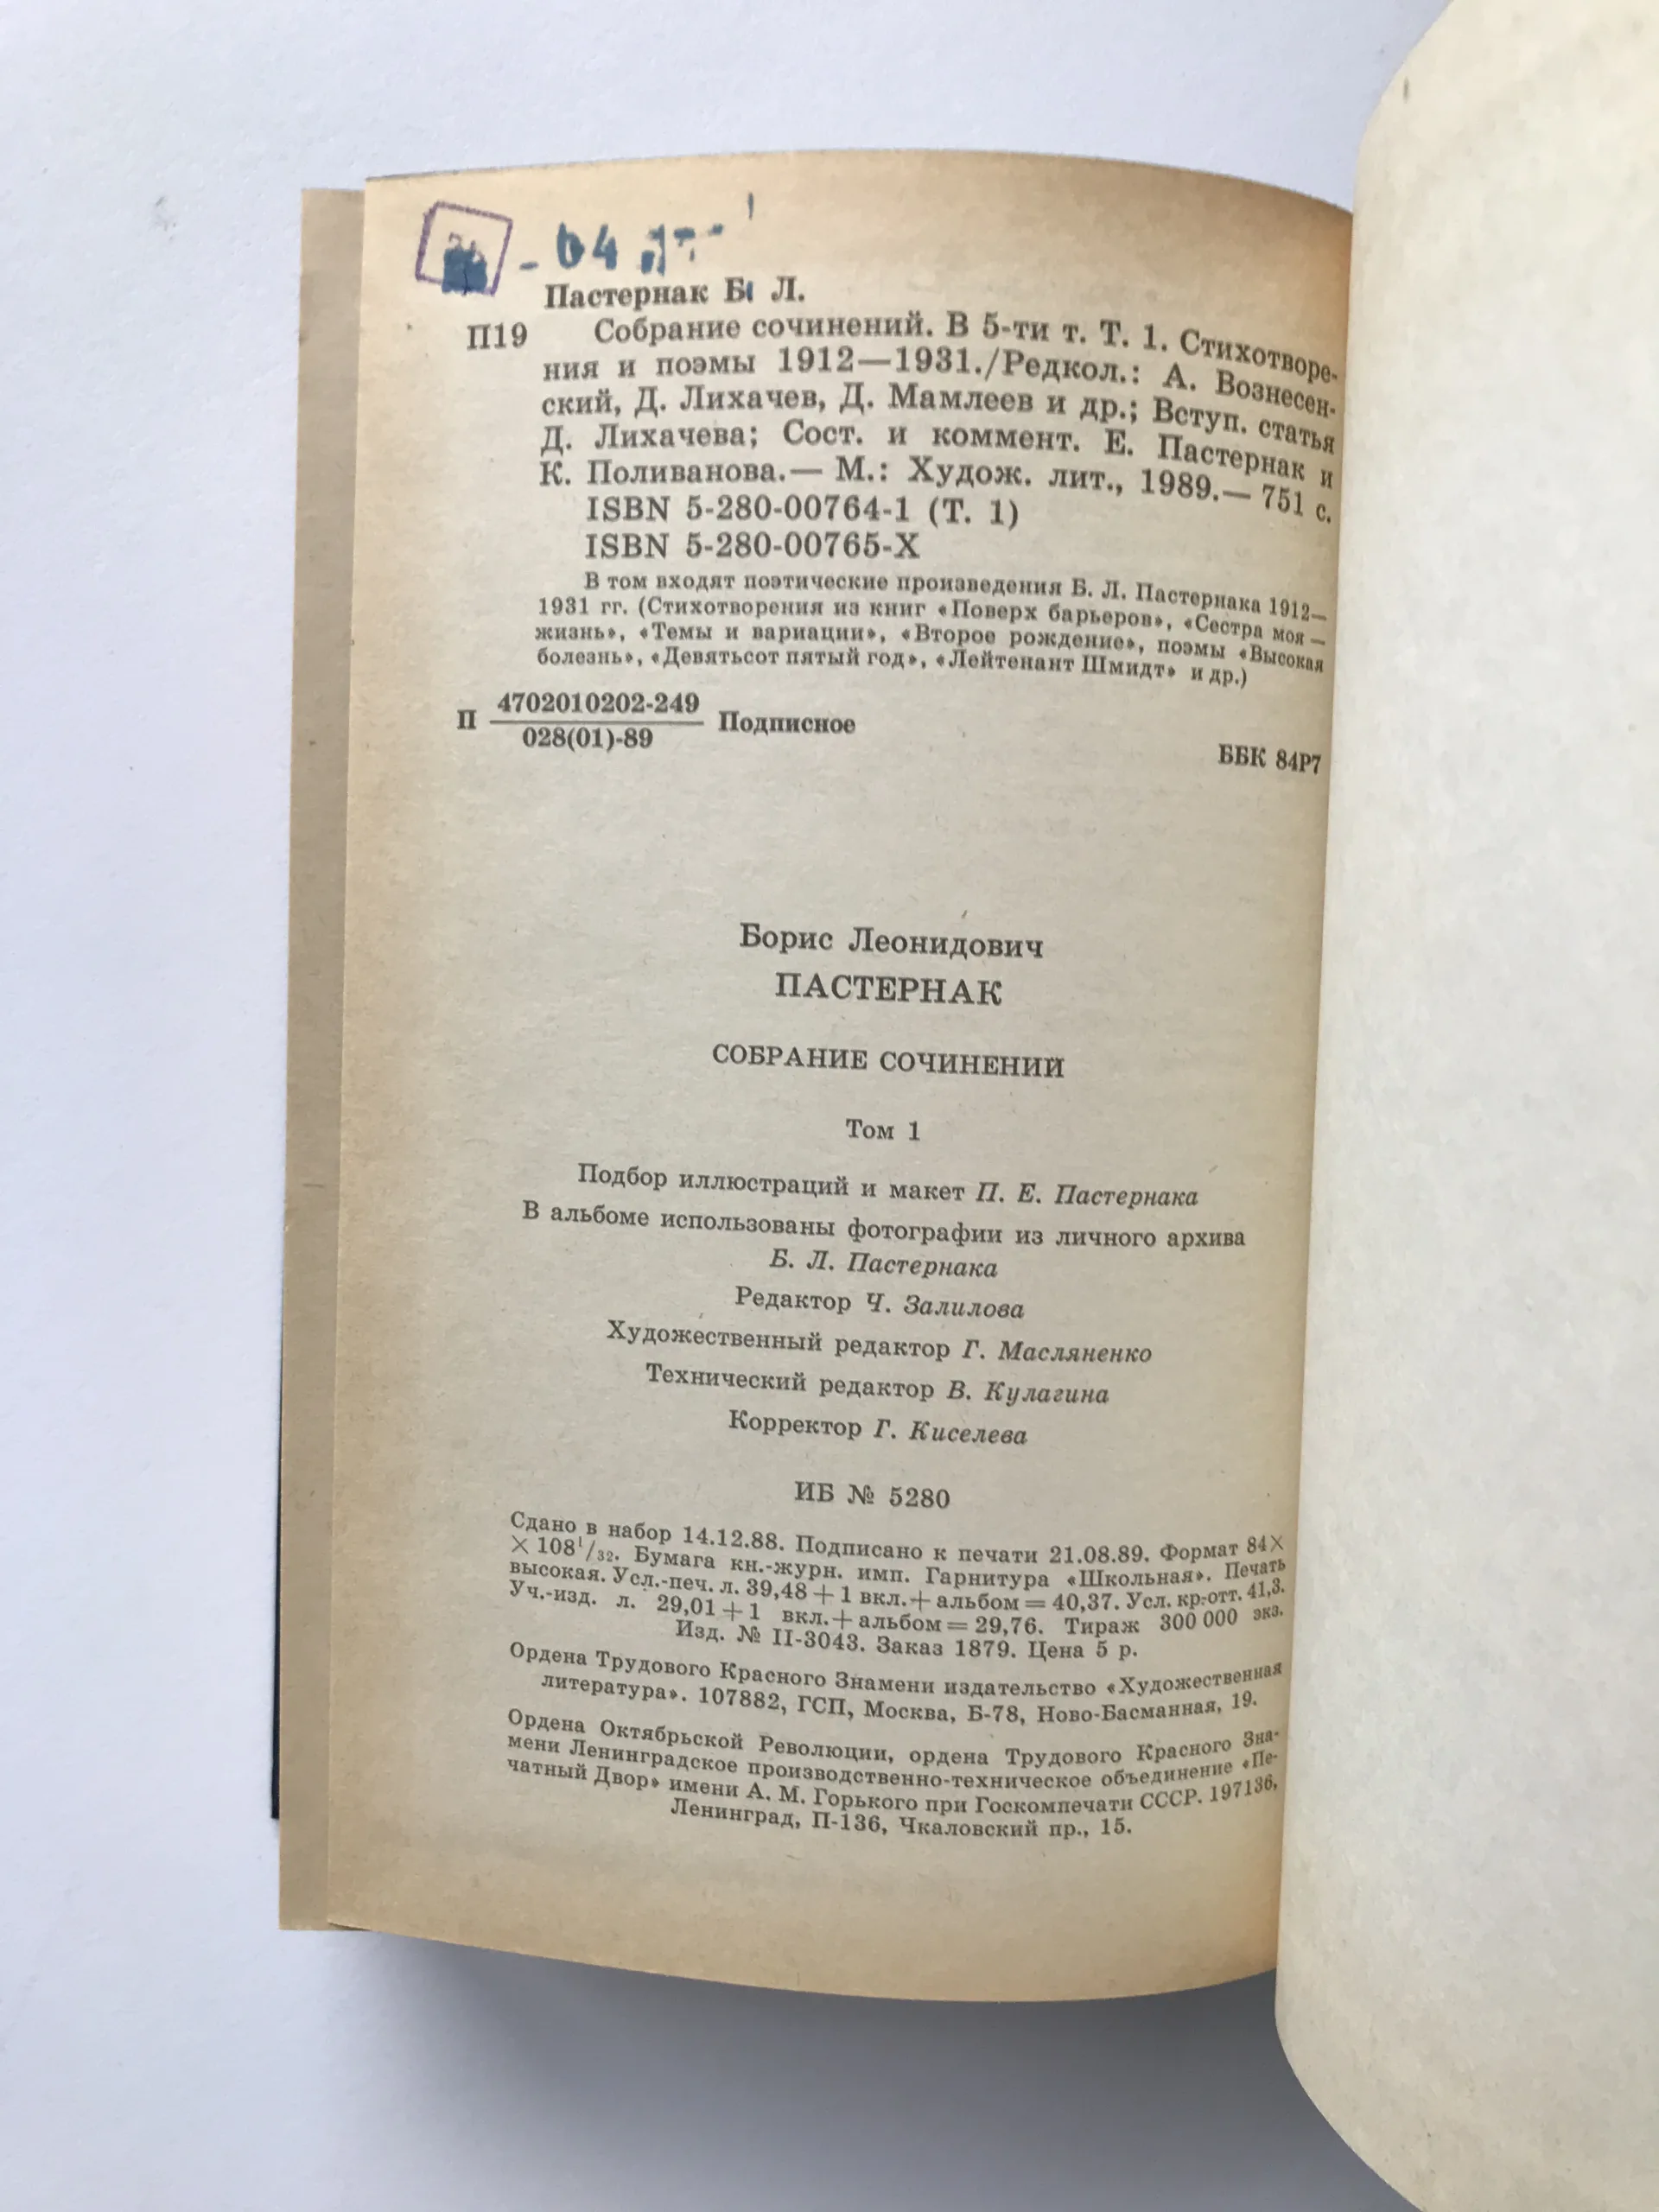 Пастернак Б. Л.
П19 Собрание сочинений. В 5-ти т. Т. 1. Стихотворе-
ния и поэмы 1912—1931./Редкол.: А. Вознесен-
ский, Д. Лихачев, Д. Мамлеев и др.; Вступ. статья
Д. Лихачева; Сост. и коммент. Е. Пастернак и
К. Поливанова.— М.: Худож. лит., 1989.— 751 с.
ISBN 5-280-00764-1 (Т. 1)
ISBN 5-280-00765-X
В том входят поэтические произведения Б. Л. Пастернака 1912—
1931 гг. (Стихотворения из книг «Поверх барьеров», «Сестра моя —
жизнь», «Темы и вариации», «Второе рождение», поэмы «Высокая
болезнь», «Девятьсот пятый год», «Лейтенант Шмидт» и др.)
П 4702010202-249 Подписное
028(01)-89
ББК 84Р7
Борис Леонидович
ПАСТЕРНАК
СОБРАНИЕ СОЧИНЕНИЙ
Том 1
Подбор иллюстраций и макет П. Е. Пастернака
В альбоме использованы фотографии из личного архива
Б. Л. Пастернака
Редактор Ч. Залилова
Художественный редактор Г. Масляненко
Технический редактор В. Кулагина
Корректор Г. Киселева
ИБ № 5280
Сдано в набор 14.12.88. Подписано к печати 21.08.89. Формат 84×
×108¹/₃₂. Бумага кн.-журн. имп. Гарнитура «Школьная». Печать
высокая. Усл.-печ. л. 39,48+1 вкл.+альбом=40,37. Усл. кр-отт. 41,3.
Уч.-изд. л. 29,01+1 вкл.+альбом=29,76. Тираж 300 000 экз.
Изд. № II-3043. Заказ 1879. Цена 5 р.
Ордена Трудового Красного Знамени издательство «Художественная
литература». 107882, ГСП, Москва, Б-78, Ново-Басманная, 19.
Ордена Октябрьской Революции, ордена Трудового Красного Зна-
мени Ленинградское производственно-техническое объединение «Пе-
чатный Двор» имени А. М. Горького при Госкомпечати СССР. 197136,
Ленинград, П-136, Чкаловский пр., 15.